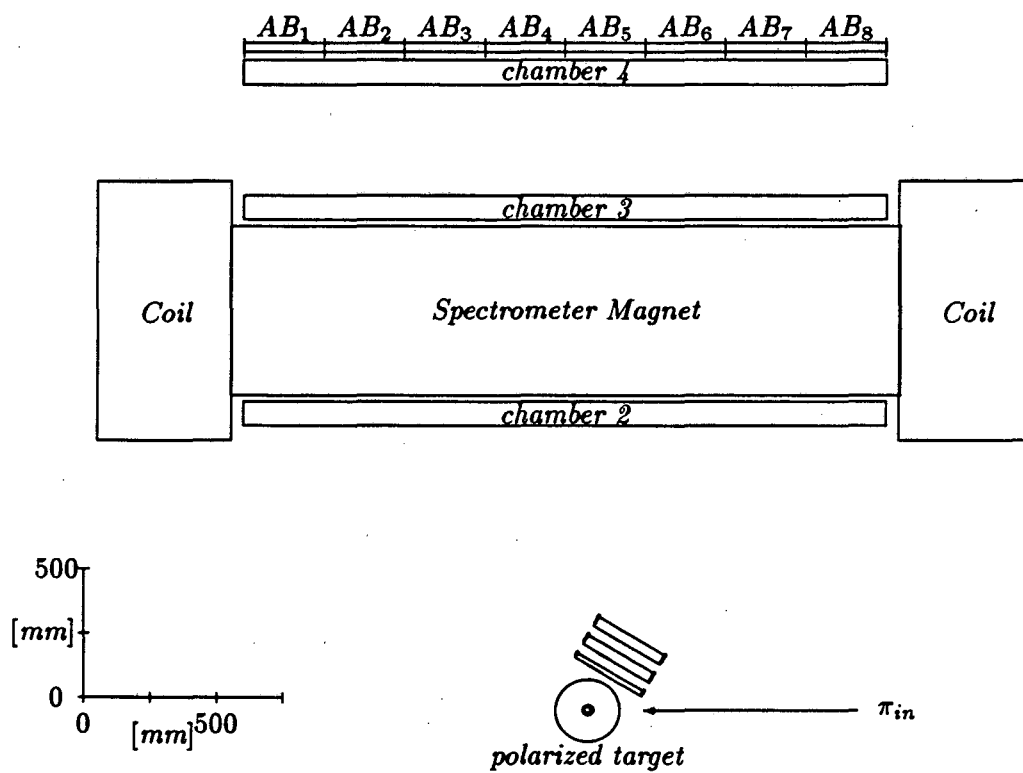 AB₁ AB₂ AB₃ AB₄ AB₅ AB₆ AB₇ AB₈
chamber 4
chamber 3
Coil
Spectrometer Magnet
Coil
chamber 2
500
[mm]
0
0
[mm]
500
π_in
polarized target